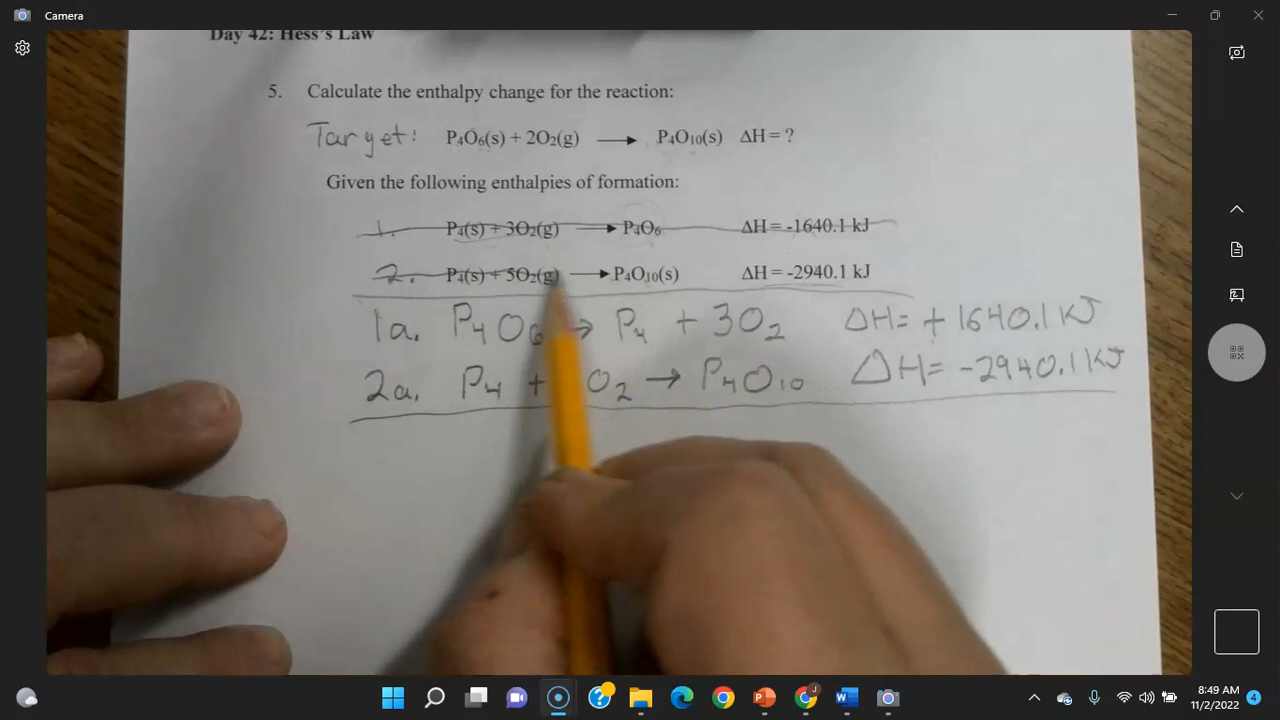 Camera
Day 42: Hess's Law
5. Calculate the enthalpy change for the reaction:
Target: P₄O₆(s) + 2O₂(g) → P₄O₁₀(s) ΔH = ?
Given the following enthalpies of formation:
1. P₄(s) + 3O₂(g) → P₄O₆ ΔH = -1640.1 kJ
2. P₄(s) + 5O₂(g) → P₄O₁₀(s) ΔH = -2940.1 kJ
1a. P₄O₆ → P₄ + 3O₂ ΔH= +1640.1 KJ
2a. P₄ + O₂ → P₄O₁₀ ΔH= -2940.1 KJ
8:49 AM
11/2/2022
4